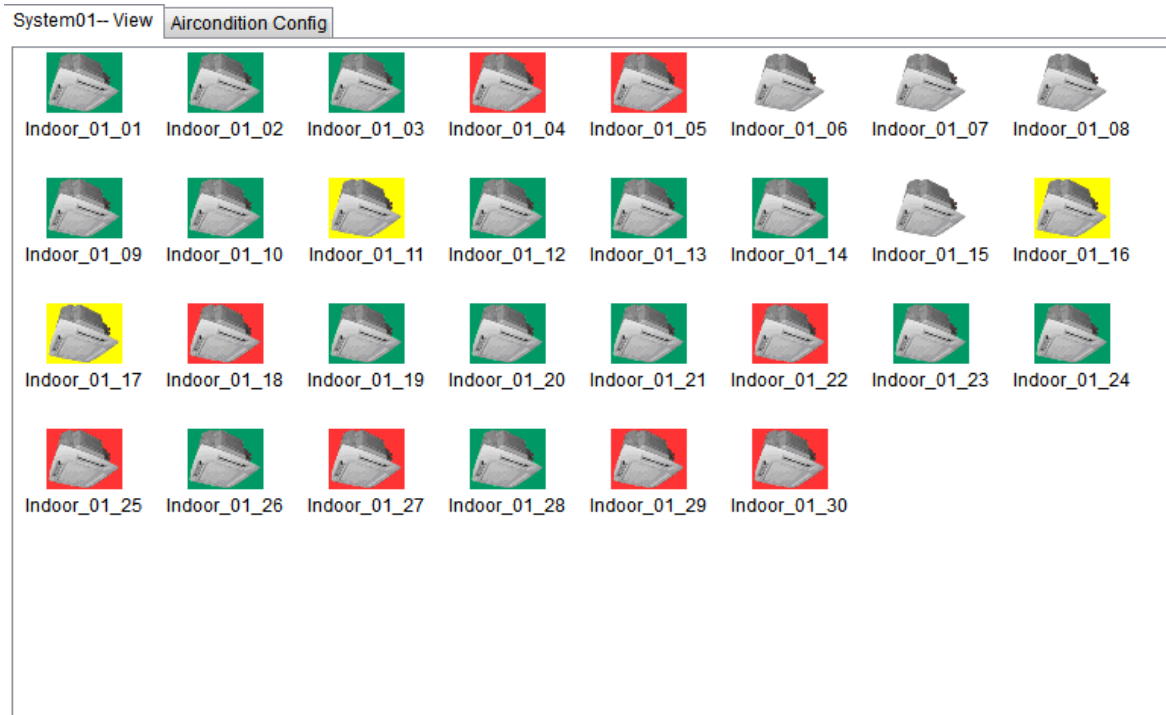 System01-- View Aircondition Config
Indoor_01_01 Indoor_01_02 Indoor_01_03 Indoor_01_04 Indoor_01_05 Indoor_01_06 Indoor_01_07 Indoor_01_08
Indoor_01_09 Indoor_01_10 Indoor_01_11 Indoor_01_12 Indoor_01_13 Indoor_01_14 Indoor_01_15 Indoor_01_16
Indoor_01_17 Indoor_01_18 Indoor_01_19 Indoor_01_20 Indoor_01_21 Indoor_01_22 Indoor_01_23 Indoor_01_24
Indoor_01_25 Indoor_01_26 Indoor_01_27 Indoor_01_28 Indoor_01_29 Indoor_01_30